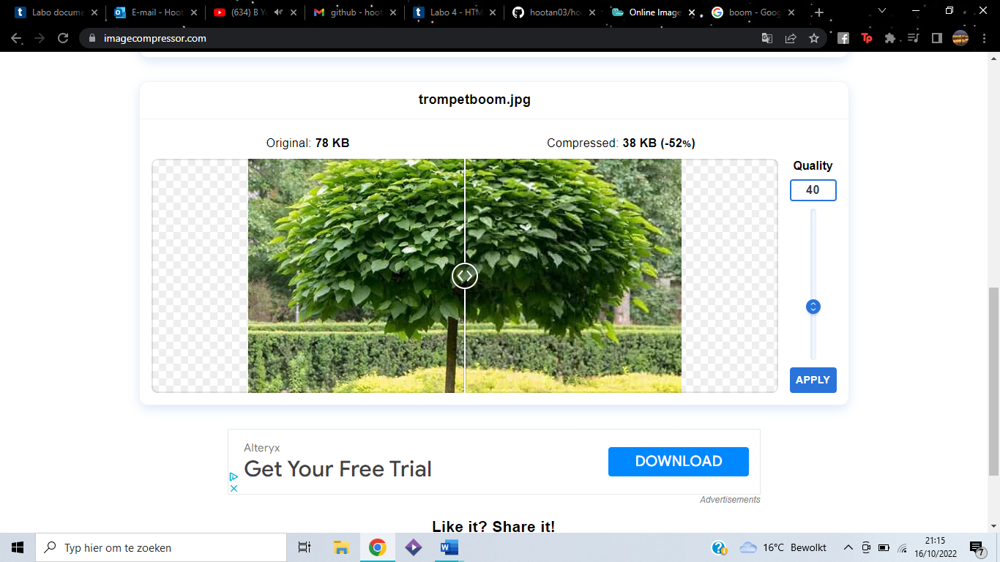 Labo docume
E-mail - Hoot
(634) B Yo
github - hoot
Labo 4 - HTM
hootan03/ho
Online Image
boom - Goog
imagecompressor.com
trompetboom.jpg
Original: 78 KB
Compressed: 38 KB (-52%)
Quality
40
APPLY
Alteryx
Get Your Free Trial
DOWNLOAD
Advertisements
Like it? Share it!
Typ hier om te zoeken
16°C Bewolkt
21:15
16/10/2022
7